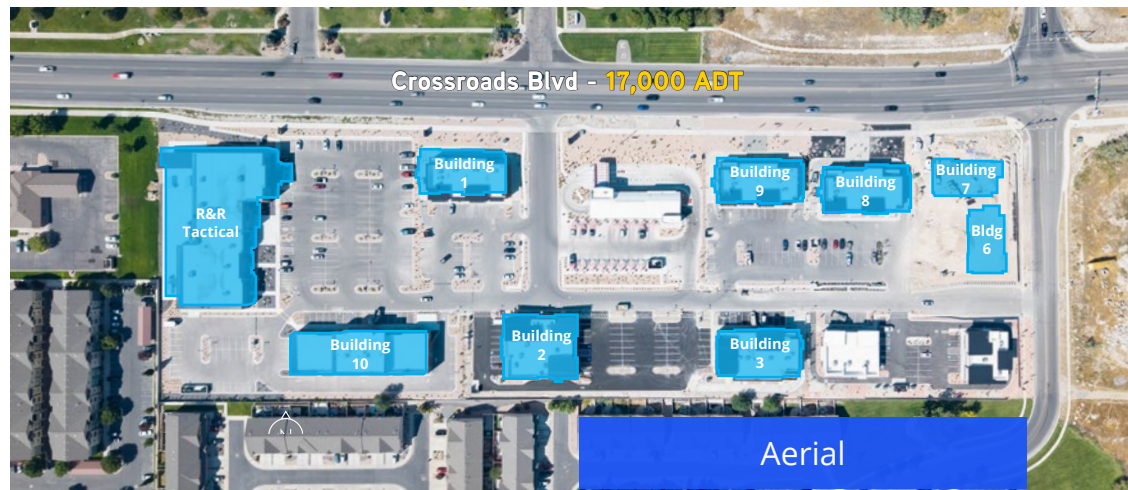 Crossroads Blvd - 17,000 ADT
R&R
Tactical
Building
1
Building
9
Building
8
Building
7
Bldg
6
Building
10
Building
2
Building
3
N
Aerial